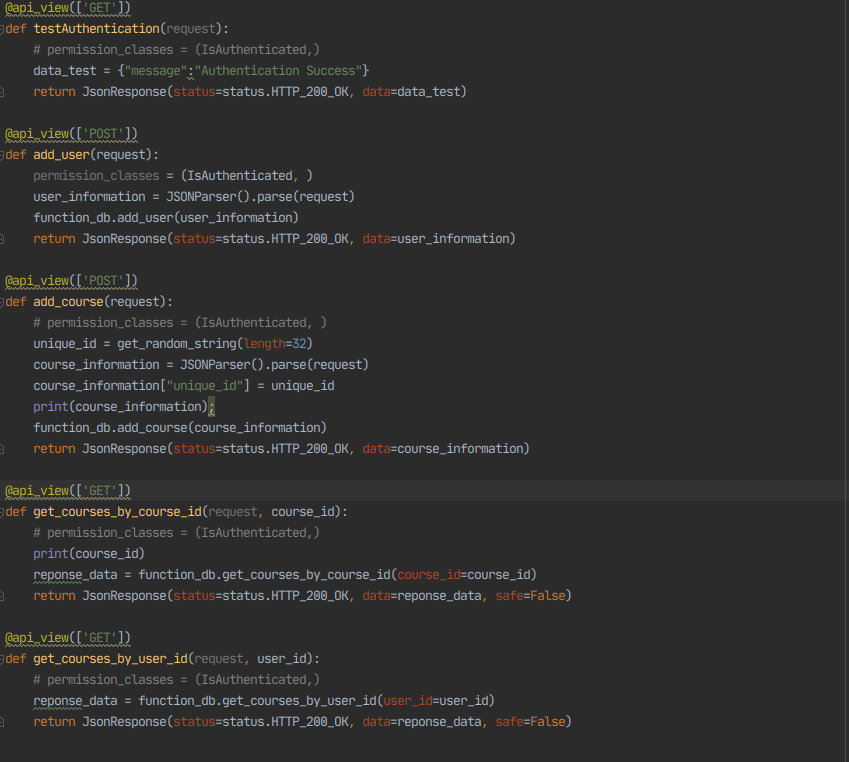 @api_view(['GET'])
def testAuthentication(request):
    # permission_classes = (IsAuthenticated,)
    data_test = {"message":"Authentication Success"}
    return JsonResponse(status=status.HTTP_200_OK, data=data_test)
@api_view(['POST'])
def add_user(request):
    permission_classes = (IsAuthenticated, )
    user_information = JSONParser().parse(request)
    function_db.add_user(user_information)
    return JsonResponse(status=status.HTTP_200_OK, data=user_information)
@api_view(['POST'])
def add_course(request):
    # permission_classes = (IsAuthenticated, )
    unique_id = get_random_string(length=32)
    course_information = JSONParser().parse(request)
    course_information["unique_id"] = unique_id
    print(course_information);
    function_db.add_course(course_information)
    return JsonResponse(status=status.HTTP_200_OK, data=course_information)
@api_view(['GET'])
def get_courses_by_course_id(request, course_id):
    # permission_classes = (IsAuthenticated,)
    print(course_id)
    reponse_data = function_db.get_courses_by_course_id(course_id=course_id)
    return JsonResponse(status=status.HTTP_200_OK, data=reponse_data, safe=False)
@api_view(['GET'])
def get_courses_by_user_id(request, user_id):
    # permission_classes = (IsAuthenticated,)
    reponse_data = function_db.get_courses_by_user_id(user_id=user_id)
    return JsonResponse(status=status.HTTP_200_OK, data=reponse_data, safe=False)